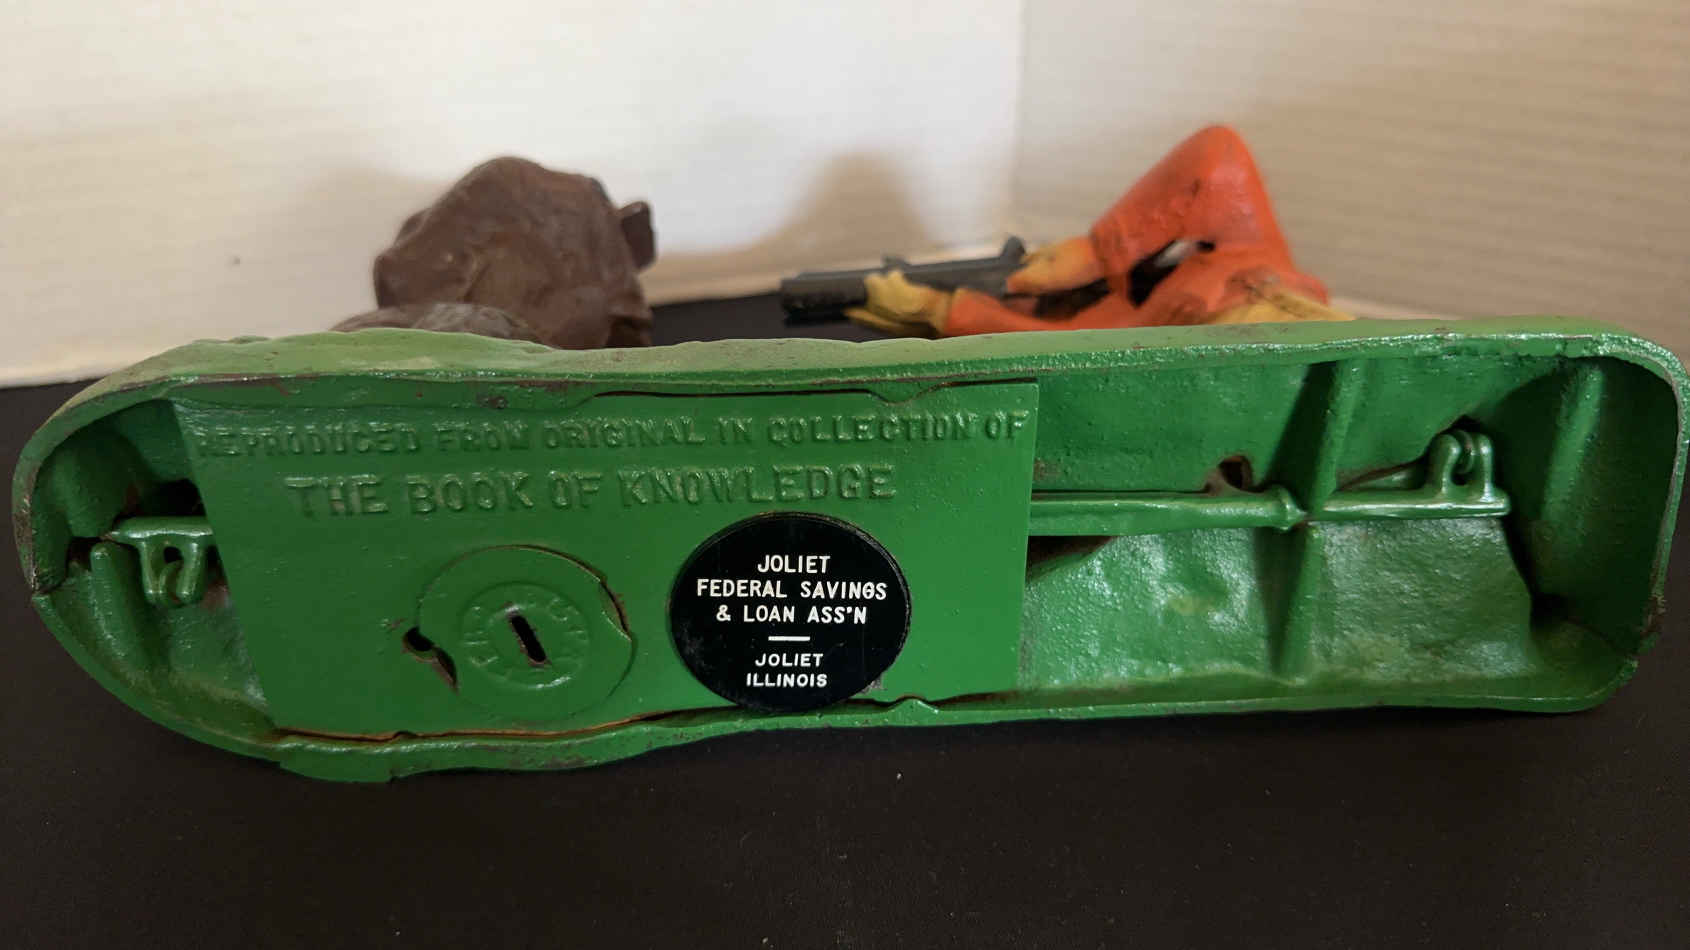 REPRODUCED FROM ORIGINAL IN COLLECTION OF
THE BOOK OF KNOWLEDGE
JOLIET
FEDERAL SAVINGS
& LOAN ASS'N
JOLIET
ILLINOIS